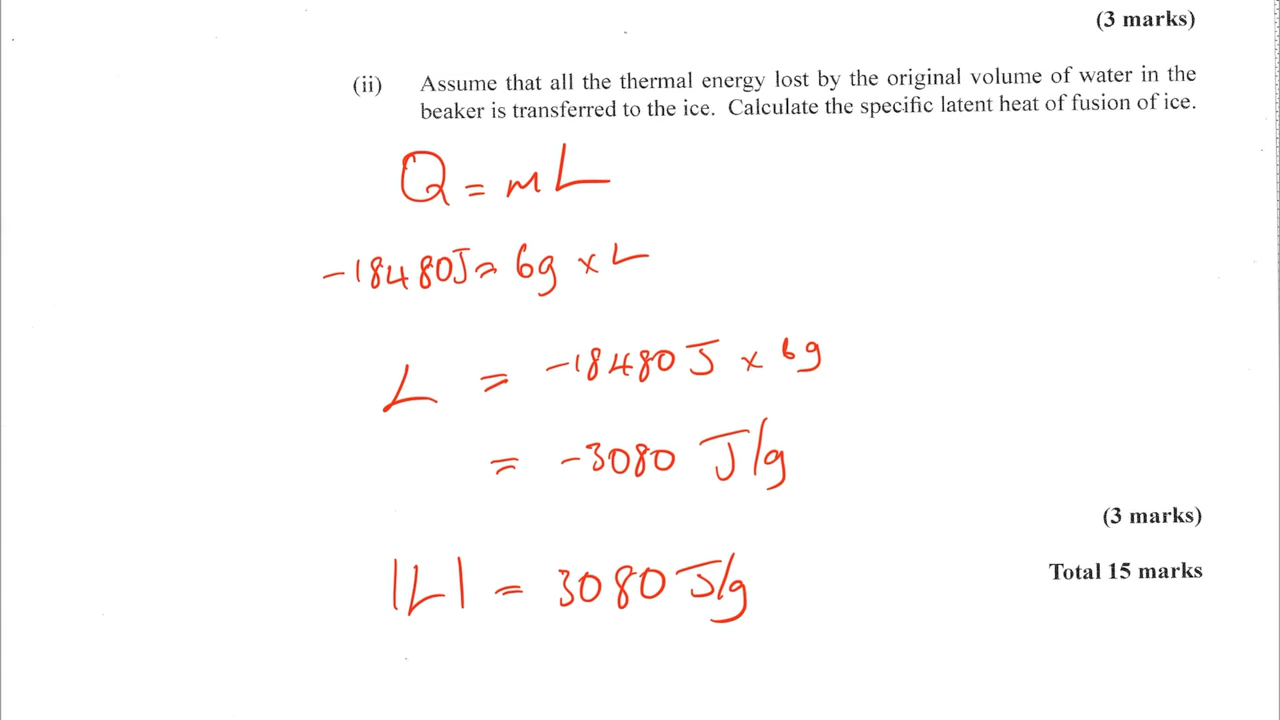 (3 marks)
(ii) Assume that all the thermal energy lost by the original volume of water in the
beaker is transferred to the ice. Calculate the specific latent heat of fusion of ice.
Q = mL
-18480J = 6g × L
L = -18480 J × 6g
= -3080 J/g
(3 marks)
Total 15 marks
|L| = 3080 J/g